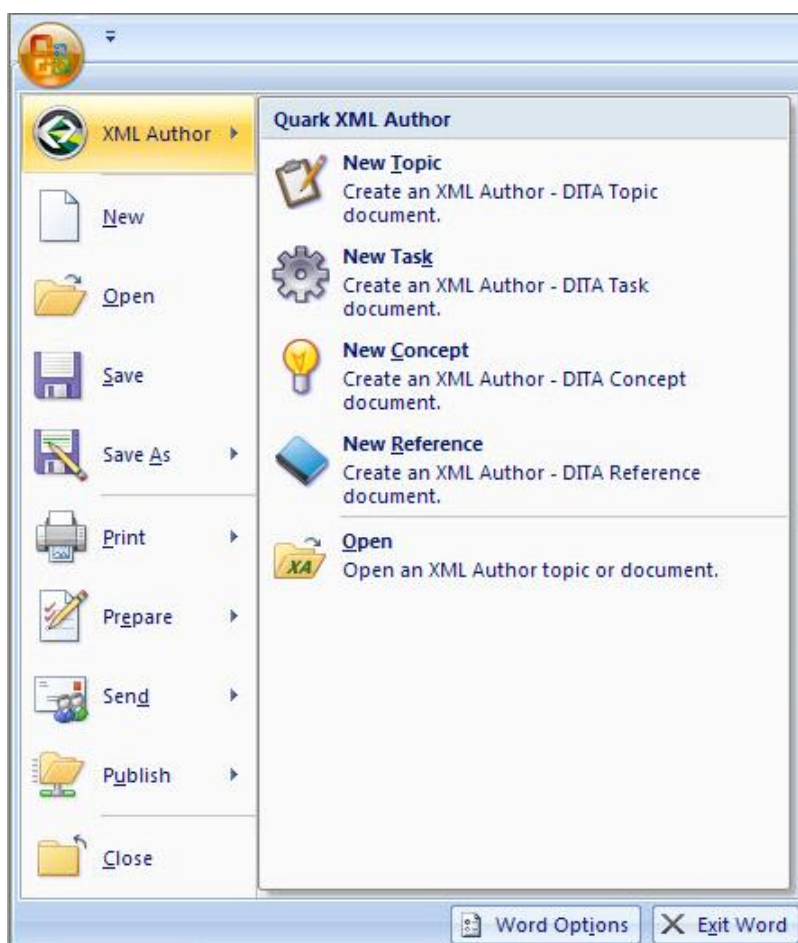 XML Author
New
Open
Save
Save As
Print
Prepare
Send
Publish
Close
Quark XML Author
New Topic
Create an XML Author - DITA Topic
document.
New Task
Create an XML Author - DITA Task
document.
New Concept
Create an XML Author - DITA Concept
document.
New Reference
Create an XML Author - DITA Reference
document.
XA
Open
Open an XML Author topic or document.
Word Options
Exit Word